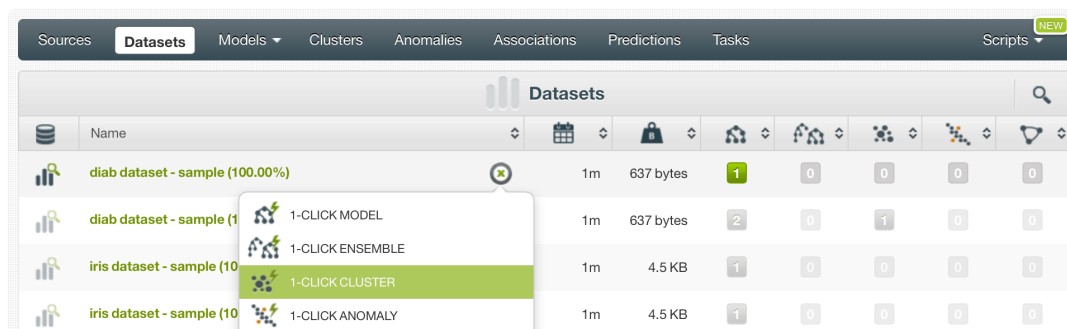 NEW
Sources Datasets Models Clusters Anomalies Associations Predictions Tasks Scripts
Datasets
Name B
diab dataset - sample (100.00%) 1m 637 bytes 1 0 0 0 0
1-CLICK MODEL
diab dataset - sample (1 1m 637 bytes 2 0 1 0 0
1-CLICK ENSEMBLE
iris dataset - sample (10 1m 4.5 KB 1 0 0 0 0
1-CLICK CLUSTER
iris dataset - sample (10 1m 4.5 KB 1 0 0 0 0
1-CLICK ANOMALY